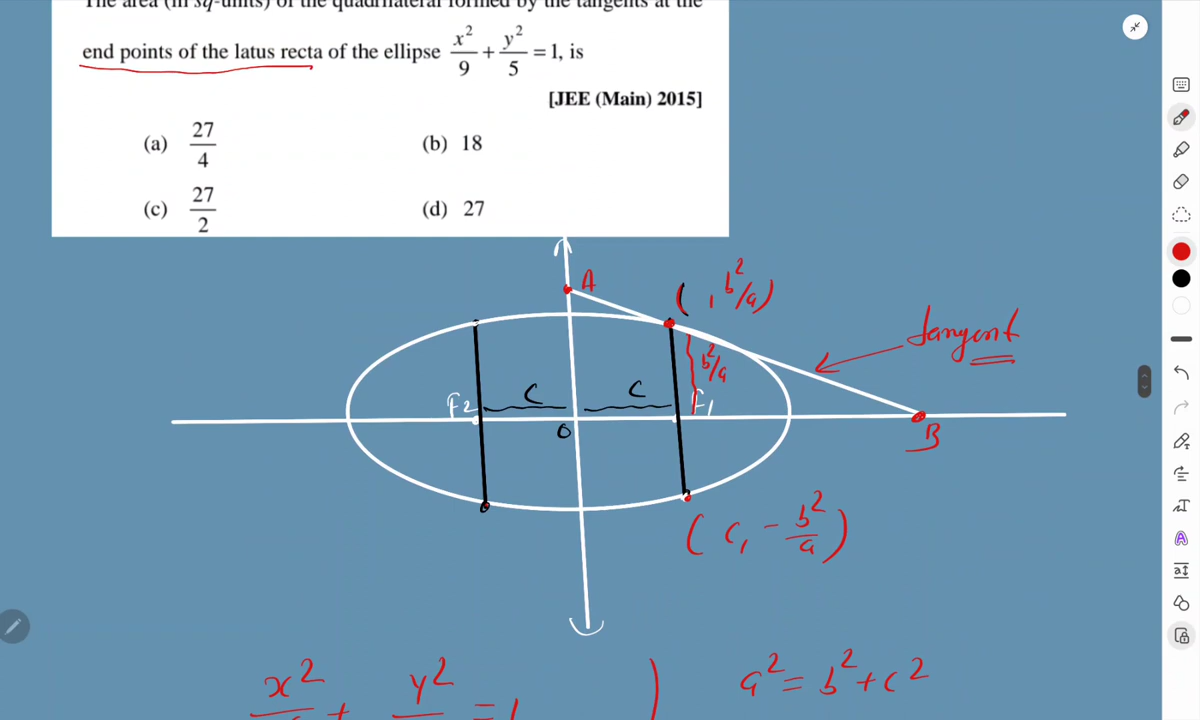 The area (in sq-units) of the quadrilateral formed by the tangents at the
end points of the latus recta of the ellipse x²/9 + y²/5 = 1, is
[JEE (Main) 2015]
(a) 27/4 (b) 18
(c) 27/2 (d) 27
A ( , b²/a)
tangent
b²/a
C C
F2 F1
O B
(c, -b²/a)
x² + y² = 1 ) a² = b² + c²